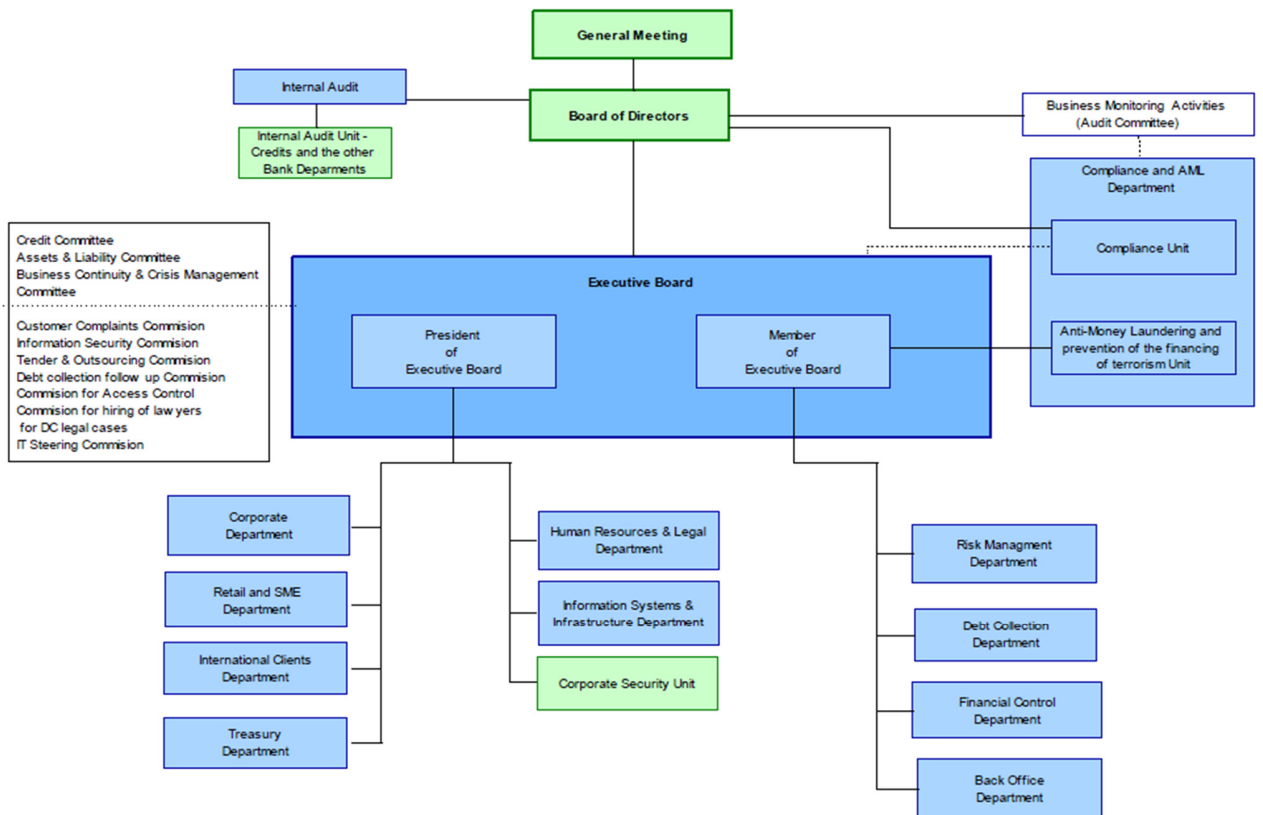 General Meeting
Internal Audit
Board of Directors
Business Monitoring Activities
(Audit Committee)
Internal Audit Unit -
Credits and the other
Bank Deparments
Compliance and AML
Department
Compliance Unit
Credit Committee
Assets & Liability Committee
Business Continuity & Crisis Management
Committee
Customer Complaints Commision
Information Security Commision
Tender & Outsourcing Commision
Debt collection follow up Commision
Commision for Access Control
Commision for hiring of lawyers
for DC legal cases
IT Steering Commision
Executive Board
President
of
Executive Board
Member
of
Executive Board
Anti-Money Laundering and
prevention of the financing
of terrorism Unit
Corporate
Department
Retail and SME
Department
International Clients
Department
Treasury
Department
Human Resources & Legal
Department
Information Systems &
Infrastructure Department
Corporate Security Unit
Risk Managment
Department
Debt Collection
Department
Financial Control
Department
Back Office
Department